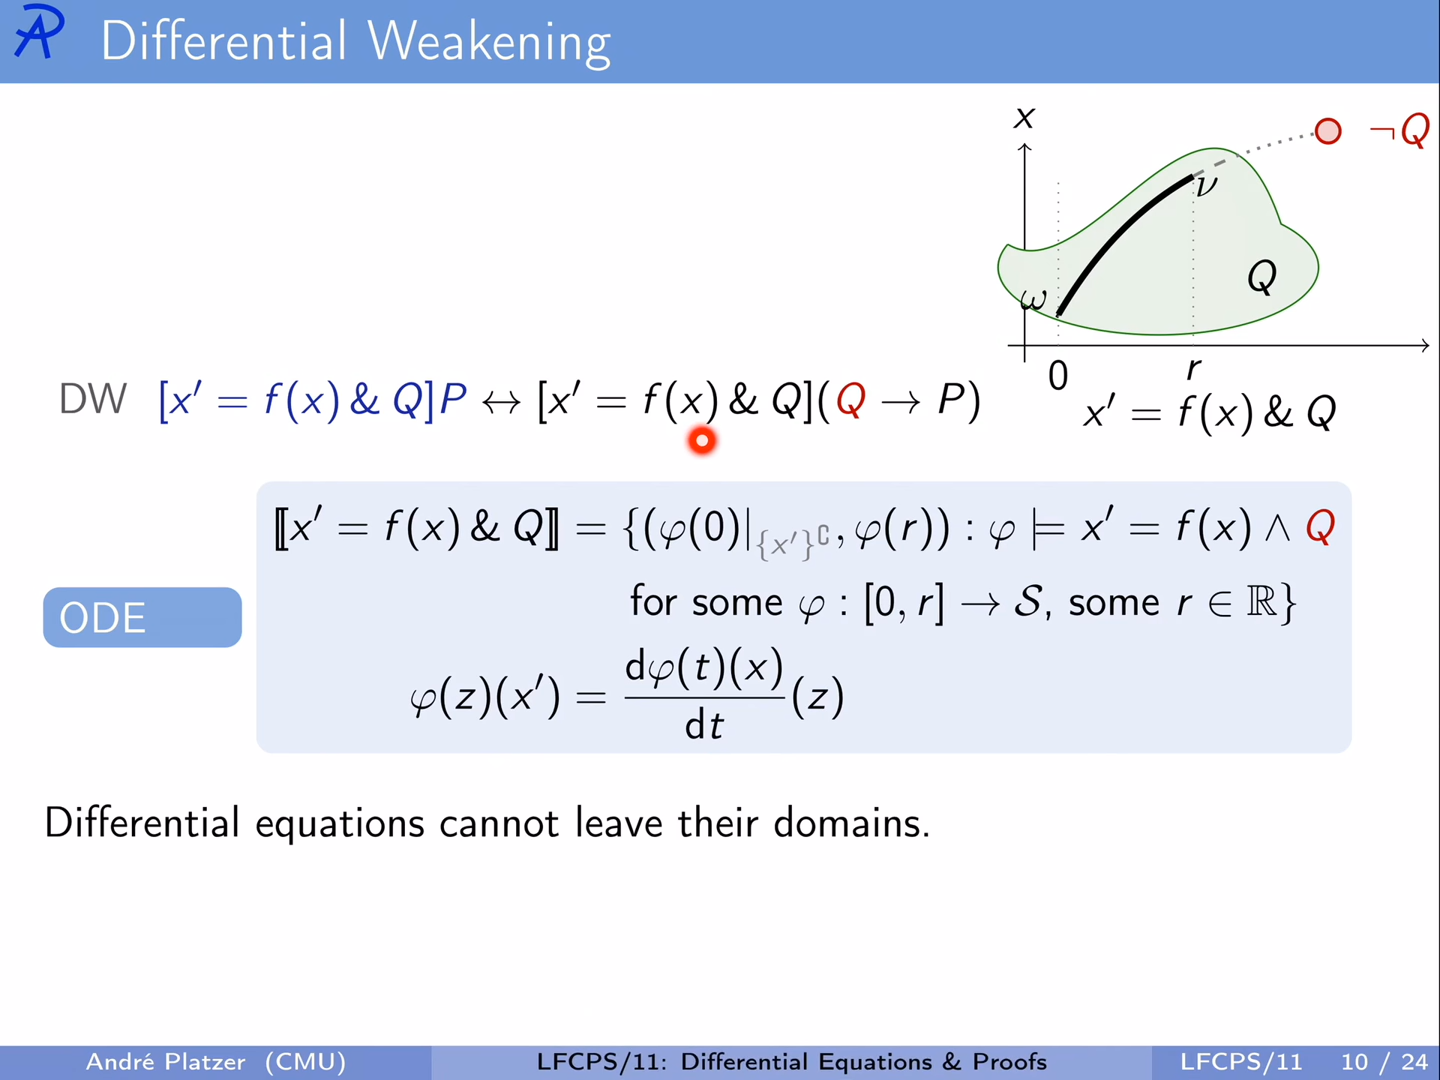 Differential Weakening
x
¬Q
ν
Q
ω
0
r
DW [x′ = f(x) & Q]P ↔ [x′ = f(x) & Q](Q → P)
x′ = f(x) & Q
⟦x′ = f(x) & Q⟧ = {(φ(0)|_{x′}∁, φ(r)) : φ ⊨ x′ = f(x) ∧ Q
for some φ : [0, r] → 𝒮, some r ∈ ℝ}
ODE
φ(z)(x′) = dφ(t)(x)/dt (z)
Differential equations cannot leave their domains.
André Platzer (CMU)
LFCPS/11: Differential Equations & Proofs
LFCPS/11
10 / 24